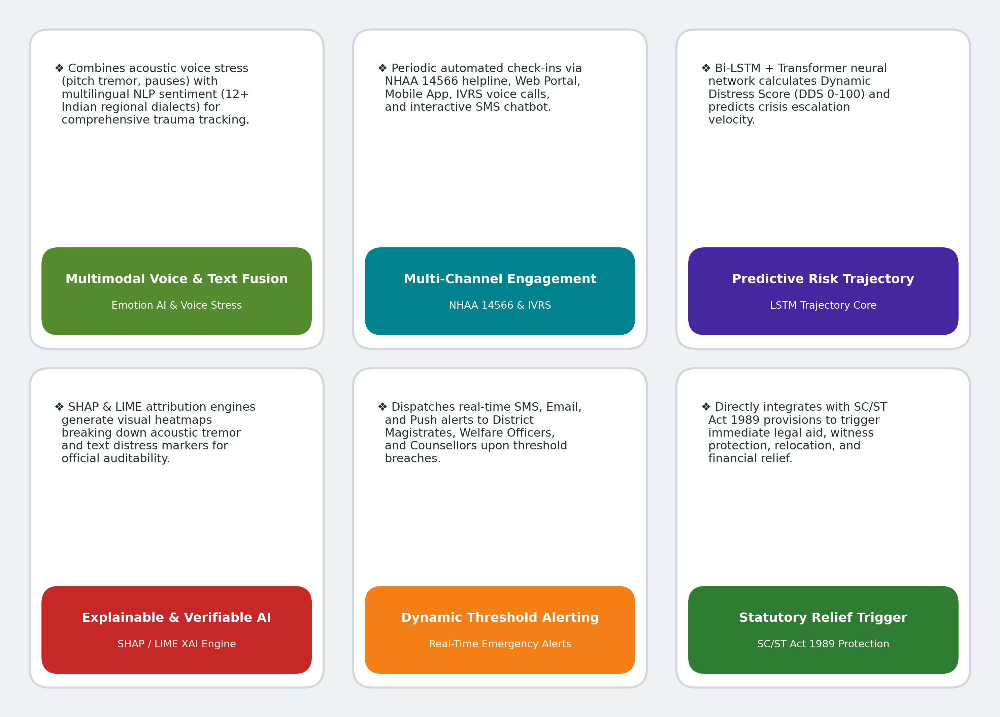 ❖ Combines acoustic voice stress
(pitch tremor, pauses) with
multilingual NLP sentiment (12+
Indian regional dialects) for
comprehensive trauma tracking.
Multimodal Voice & Text Fusion
Emotion AI & Voice Stress
❖ Periodic automated check-ins via
NHAA 14566 helpline, Web Portal,
Mobile App, IVRS voice calls,
and interactive SMS chatbot.
Multi-Channel Engagement
NHAA 14566 & IVRS
❖ Bi-LSTM + Transformer neural
network calculates Dynamic
Distress Score (DDS 0-100) and
predicts crisis escalation
velocity.
Predictive Risk Trajectory
LSTM Trajectory Core
❖ SHAP & LIME attribution engines
generate visual heatmaps
breaking down acoustic tremor
and text distress markers for
official auditability.
Explainable & Verifiable AI
SHAP / LIME XAI Engine
❖ Dispatches real-time SMS, Email,
and Push alerts to District
Magistrates, Welfare Officers,
and Counsellors upon threshold
breaches.
Dynamic Threshold Alerting
Real-Time Emergency Alerts
❖ Directly integrates with SC/ST
Act 1989 provisions to trigger
immediate legal aid, witness
protection, relocation, and
financial relief.
Statutory Relief Trigger
SC/ST Act 1989 Protection